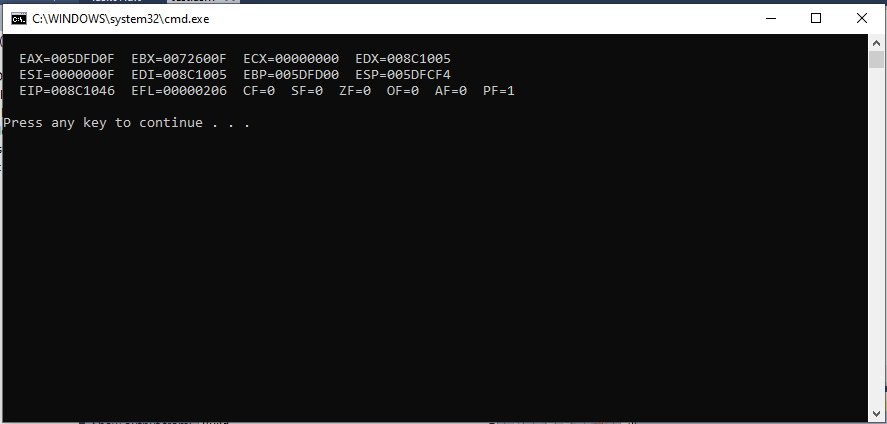 C:\WINDOWS\system32\cmd.exe
EAX=005DFD0F EBX=0072600F ECX=00000000 EDX=008C1005
ESI=0000000F EDI=008C1005 EBP=005DFD00 ESP=005DFCF4
EIP=008C1046 EFL=00000206 CF=0 SF=0 ZF=0 OF=0 AF=0 PF=1
Press any key to continue . . .